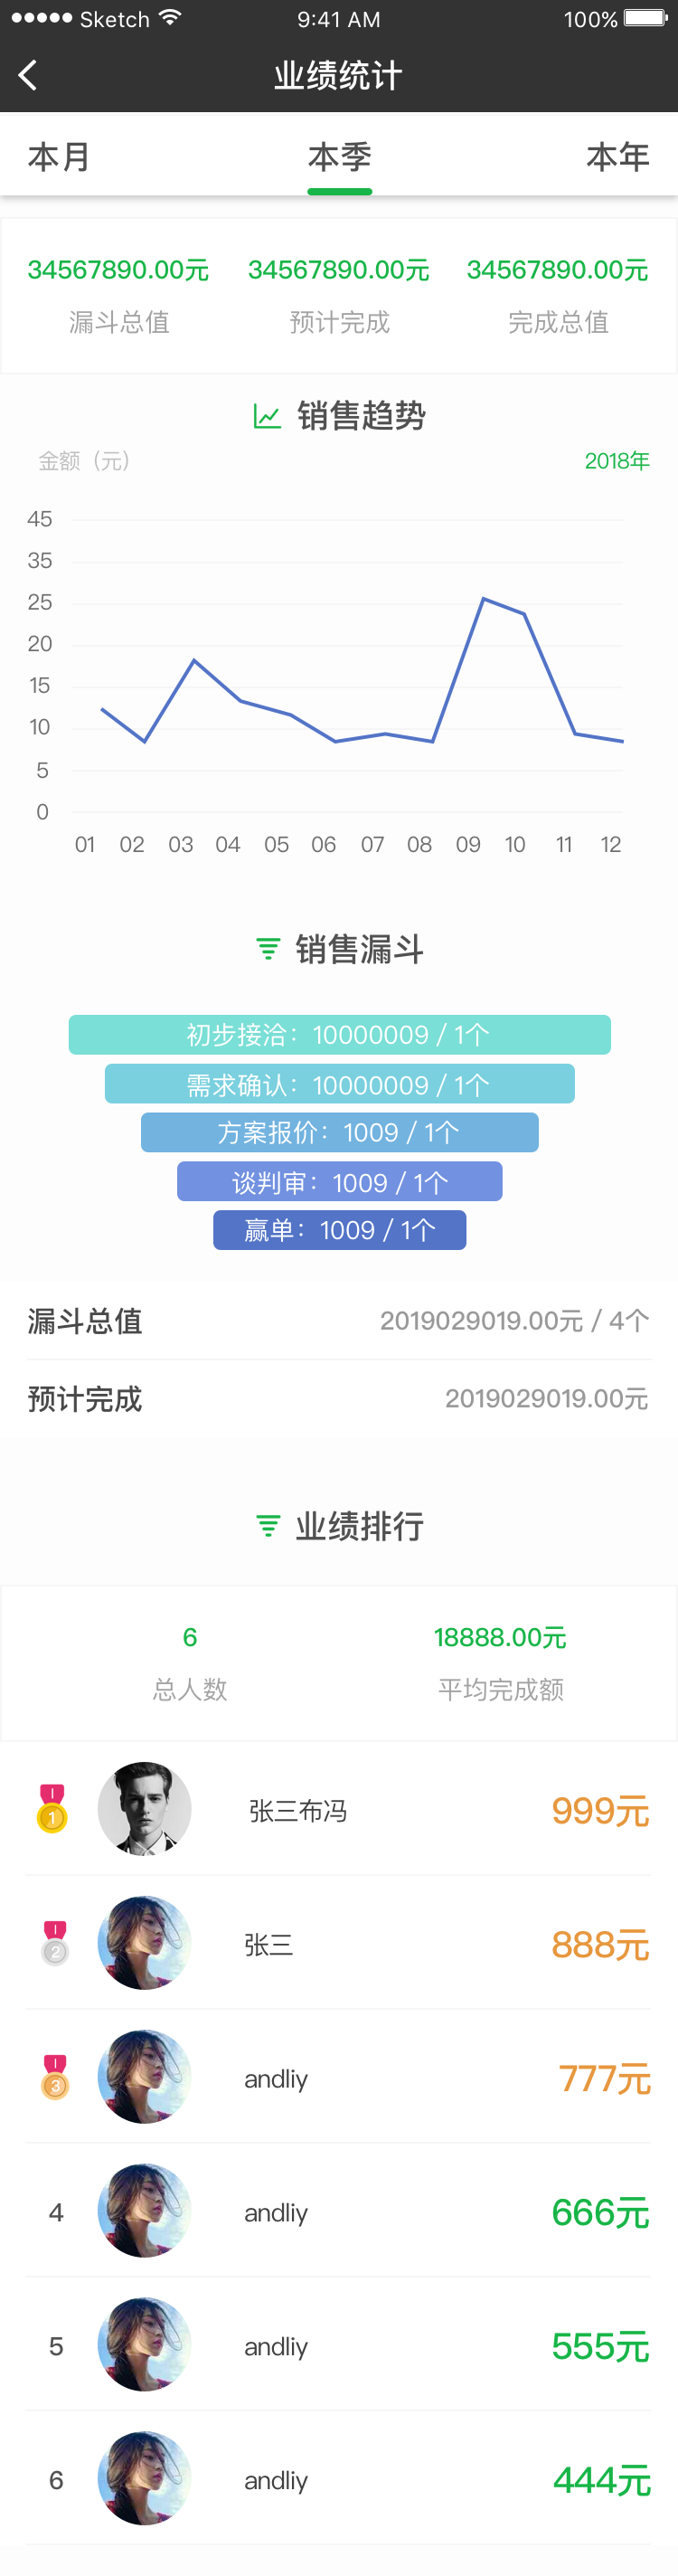 Sketch 9:41 AM 100%
业绩统计
本月 本季 本年
34567890.00元 34567890.00元 34567890.00元
漏斗总值 预计完成 完成总值
销售趋势
金额（元） 2018年
45
35
25
20
15
10
5
0
01 02 03 04 05 06 07 08 09 10 11 12
销售漏斗
初步接洽：10000009 / 1个
需求确认：10000009 / 1个
方案报价：1009 / 1个
谈判审：1009 / 1个
赢单：1009 / 1个
漏斗总值 2019029019.00元 / 4个
预计完成 2019029019.00元
业绩排行
6 18888.00元
总人数 平均完成额
1 张三布冯 999元
2 张三 888元
3 andliy 777元
4 andliy 666元
5 andliy 555元
6 andliy 444元